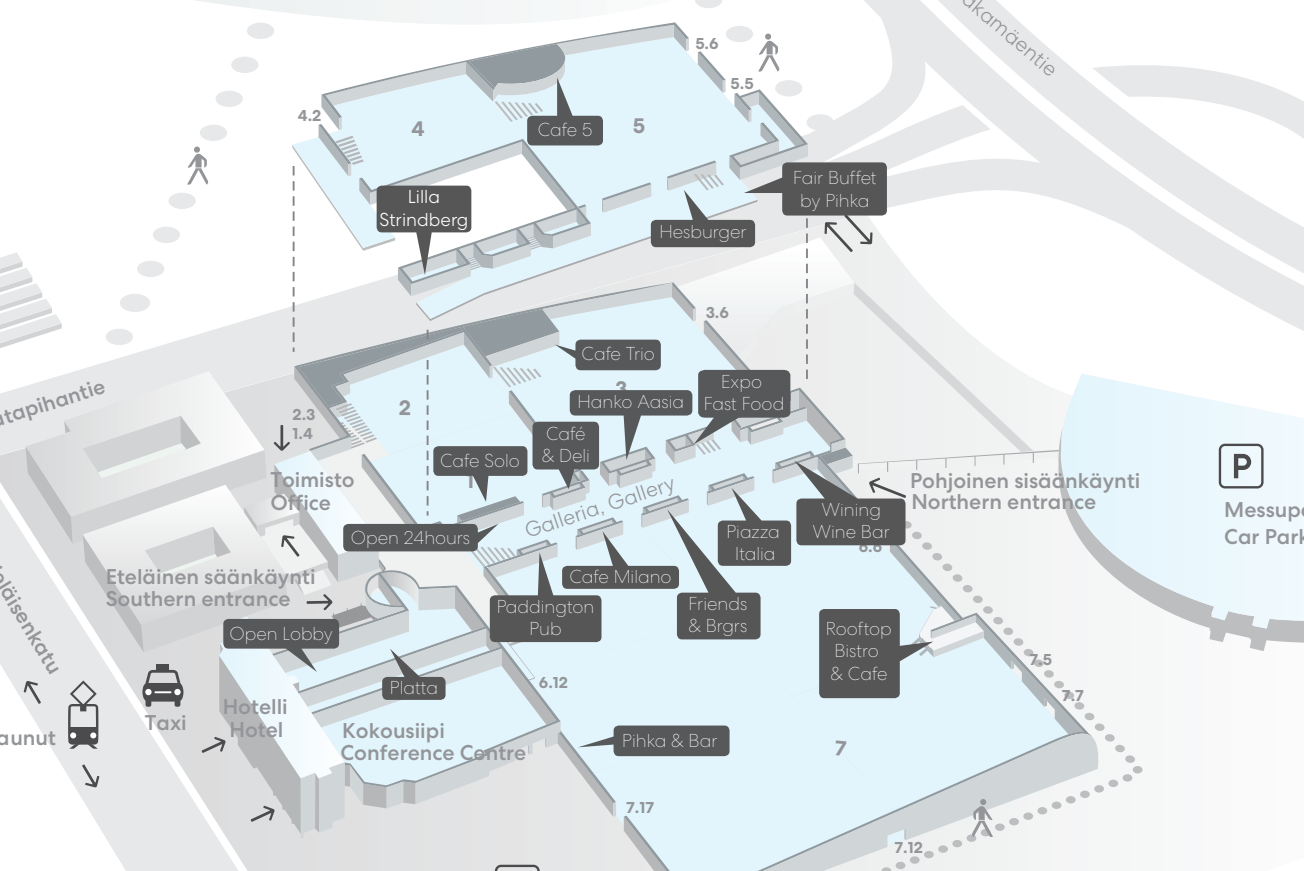 5.6
5.5
4.2
4
5
Cafe 5
Lilla
Strindberg
Fair Buffet
by Pihka
Hesburger
3.6
Cafe Trio
3
Hanko Aasia
Expo
Fast Food
2
2.3
1.4
Café
& Deli
Cafe Solo
Toimisto
Office
Galleria, Gallery
Open 24hours
Pohjoinen sisäänkäynti
Northern entrance
P
Car Park
Wining
Wine Bar
Piazza
Italia
6.6
Cafe Milano
Friends
& Brgrs
Paddington
Pub
Eteläinen säänkäynti
Southern entrance
Open Lobby
Platta
Rooftop
Bistro
& Cafe
7.5
7.7
6.12
Taxi
Hotelli
Hotel
Kokousiipi
Conference Centre
Pihka & Bar
7
7.17
7.12